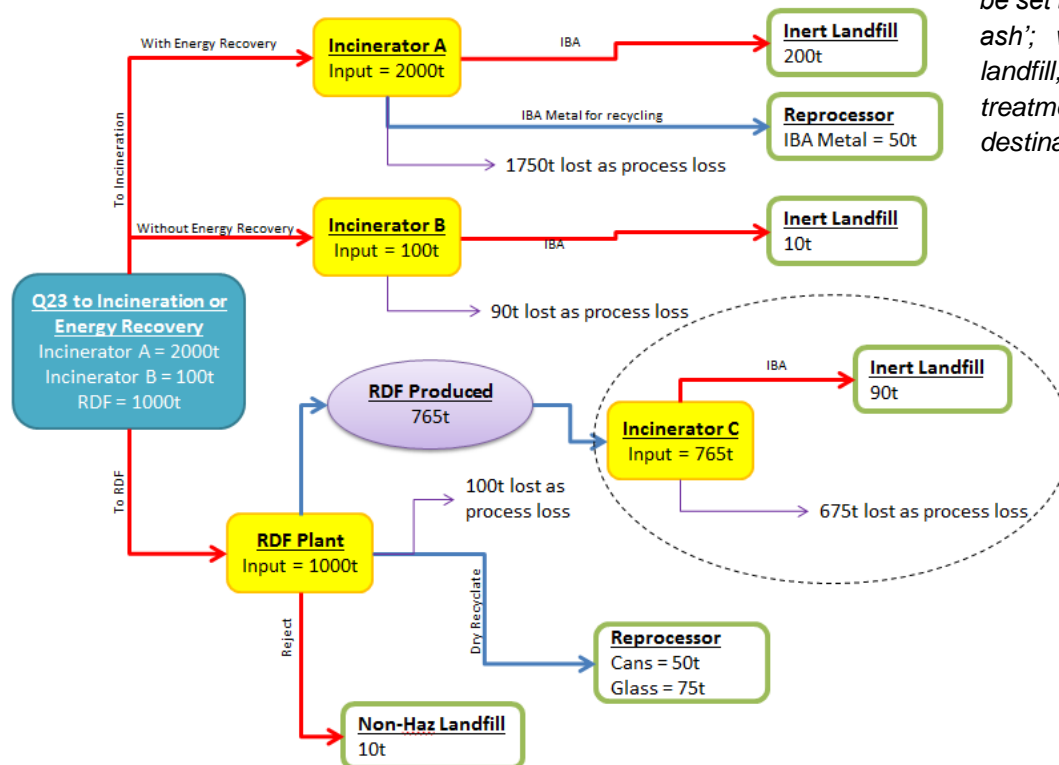 be set
ash';
landfill,
treatme
destina
With Energy Recovery
Incinerator A
Input = 2000t
IBA
Inert Landfill
200t
IBA Metal for recycling
Reprocessor
IBA Metal = 50t
1750t lost as process loss
To Incineration
Without Energy Recovery
Incinerator B
Input = 100t
IBA
Inert Landfill
10t
90t lost as process loss
Q23 to Incineration or
Energy Recovery
Incinerator A = 2000t
Incinerator B = 100t
RDF = 1000t
RDF Produced
765t
IBA
Inert Landfill
90t
Incinerator C
Input = 765t
675t lost as process loss
To RDF
100t lost as
process loss
RDF Plant
Input = 1000t
Dry Recyclate
Reprocessor
Cans = 50t
Glass = 75t
Reject
Non-Haz Landfill
10t